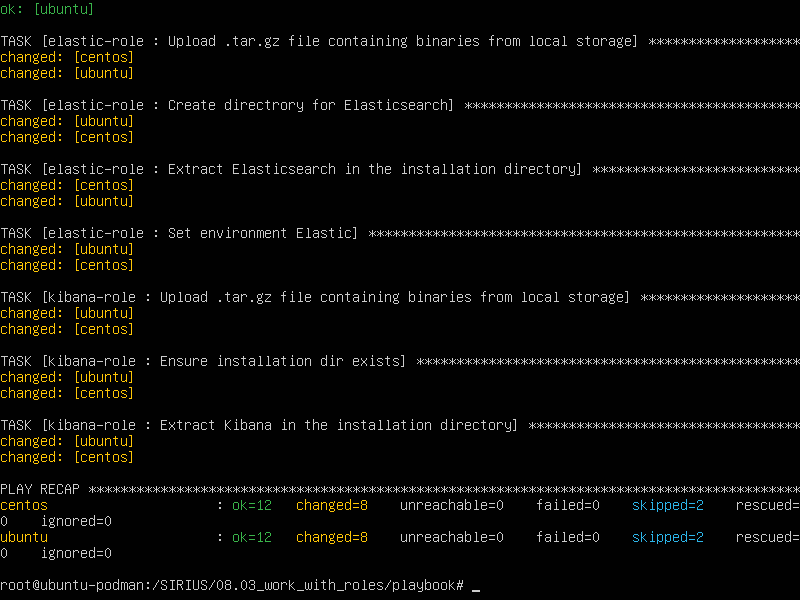 ok: [ubuntu]
TASK [elastic-role : Upload .tar.gz file containing binaries from local storage] *******************
changed: [centos]
changed: [ubuntu]
TASK [elastic-role : Create directrory for Elasticsearch] ******************************************
changed: [ubuntu]
changed: [centos]
TASK [elastic-role : Extract Elasticsearch in the installation directory] **************************
changed: [centos]
changed: [ubuntu]
TASK [elastic-role : Set environment Elastic] ******************************************************
changed: [ubuntu]
changed: [centos]
TASK [kibana-role : Upload .tar.gz file containing binaries from local storage] ********************
changed: [ubuntu]
changed: [centos]
TASK [kibana-role : Ensure installation dir exists] ************************************************
changed: [ubuntu]
changed: [centos]
TASK [kibana-role : Extract Kibana in the installation directory] **********************************
changed: [ubuntu]
changed: [centos]
PLAY RECAP *****************************************************************************************
centos                     : ok=12   changed=8    unreachable=0    failed=0    skipped=2    rescued=
0    ignored=0
ubuntu                     : ok=12   changed=8    unreachable=0    failed=0    skipped=2    rescued=
0    ignored=0
root@ubuntu-podman:/SIRIUS/08.03_work_with_roles/playbook# _